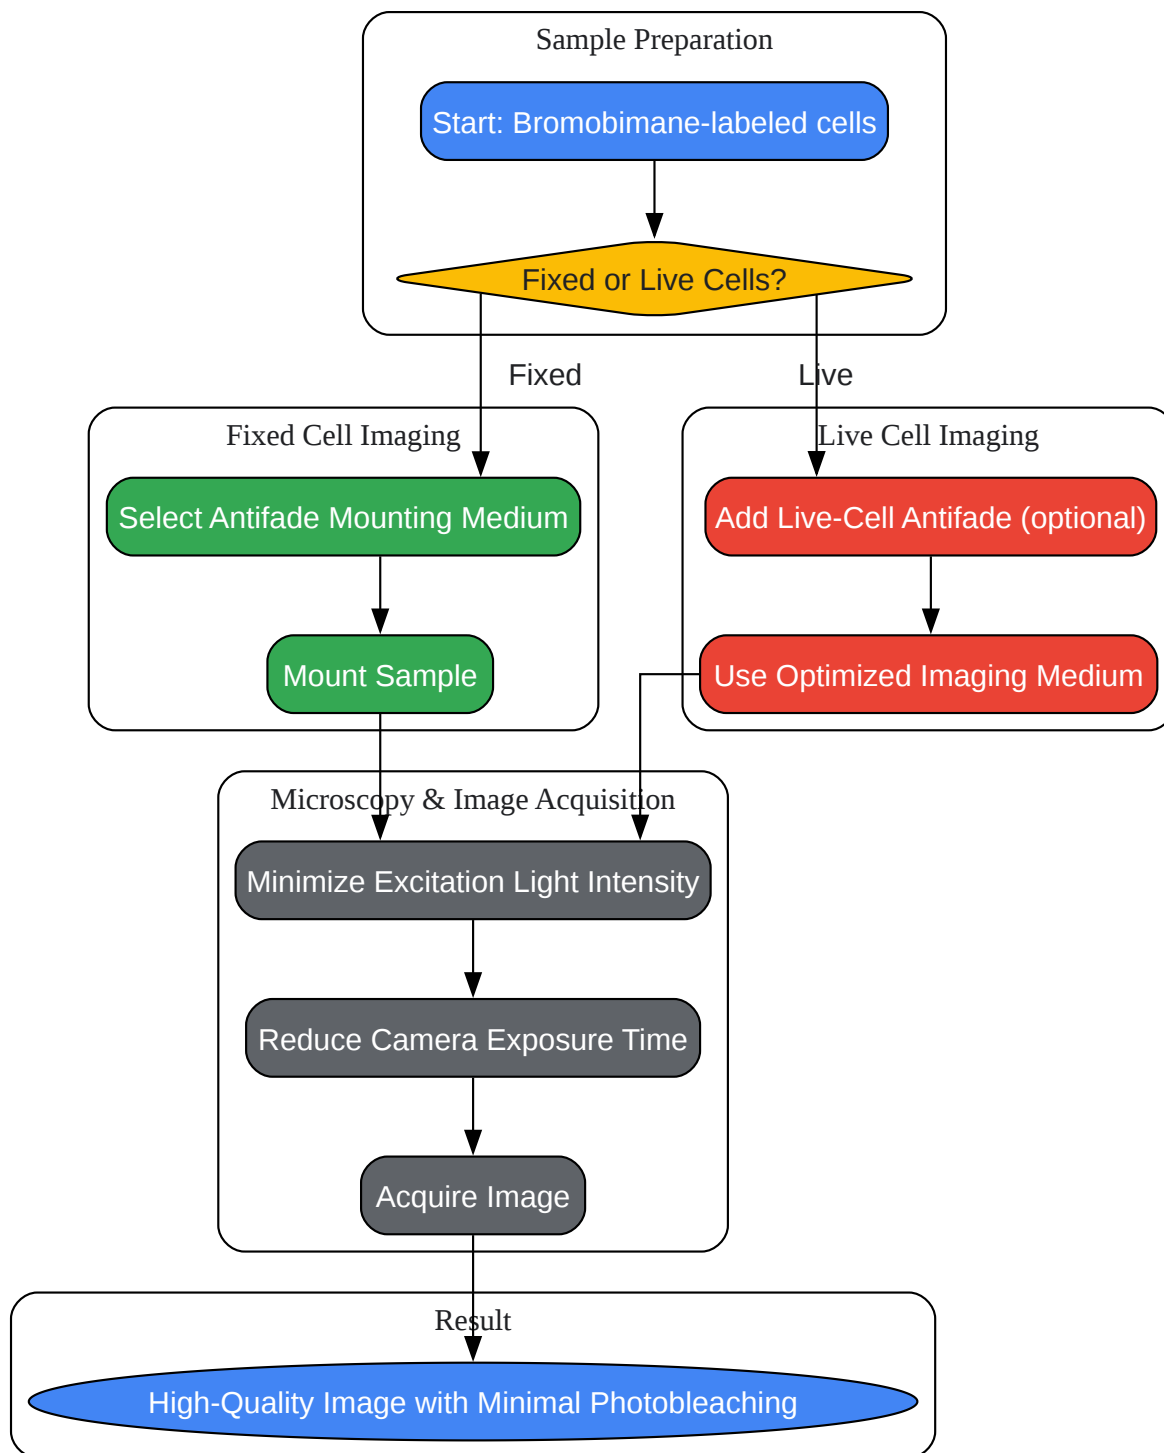 Sample Preparation
Start: Bromobimane-labeled cells
Fixed or Live Cells?
Fixed
Live
Fixed Cell Imaging
Live Cell Imaging
Select Antifade Mounting Medium
Add Live-Cell Antifade (optional)
Mount Sample
Use Optimized Imaging Medium
Microscopy & Image Acquisition
Minimize Excitation Light Intensity
Reduce Camera Exposure Time
Acquire Image
Result
High-Quality Image with Minimal Photobleaching